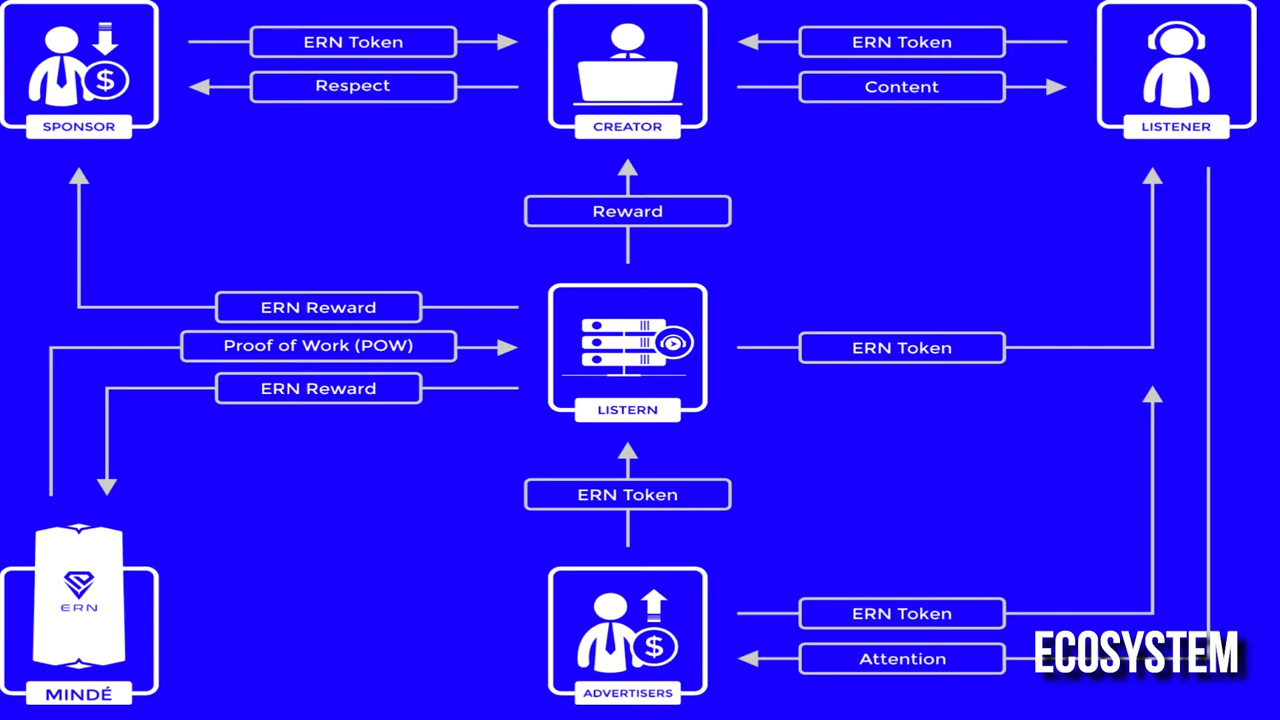 ERN Token
ERN Token
Respect
Content
$
SPONSOR
CREATOR
LISTENER
Reward
ERN Reward
Proof of Work (POW)
ERN Token
ERN Reward
LISTERN
ERN Token
ERN
ERN Token
$
Attention
ECOSYSTEM
MINDÉ
ADVERTISERS